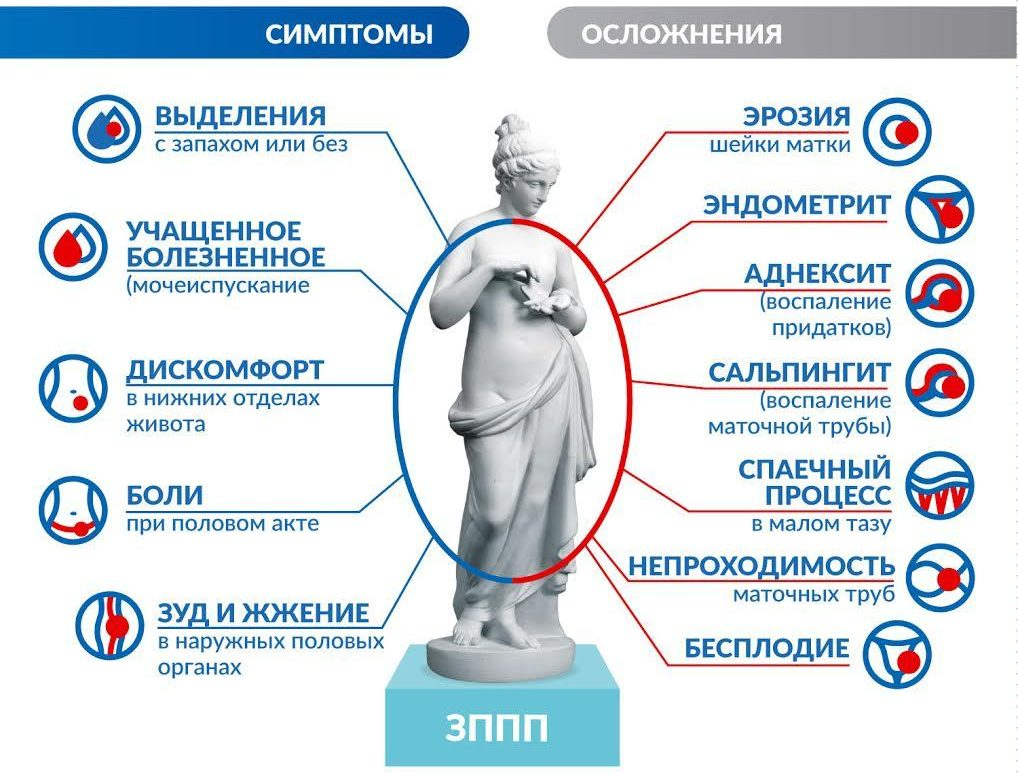 СИМПТОМЫ
ВЫДЕЛЕНИЯ
с запахом или без
УЧАЩЕННОЕ
БОЛЕЗНЕННОЕ
(мочеиспускание
ДИСКОМФОРТ
в нижних отделах
живота
БОЛИ
при половом акте
ЗУД И ЖЖЕНИЕ
в наружных половых
органах
ОСЛОЖНЕНИЯ
ЭРОЗИЯ
шейки матки
ЭНДОМЕТРИТ
АДНЕКСИТ
(воспаление
придатков)
САЛЬПИНГИТ
(воспаление
маточной трубы)
СПАЕЧНЫЙ
ПРОЦЕСС
в малом тазу
НЕПРОХОДИМОСТЬ
маточных труб
БЕСПЛОДИЕ
ЗППП